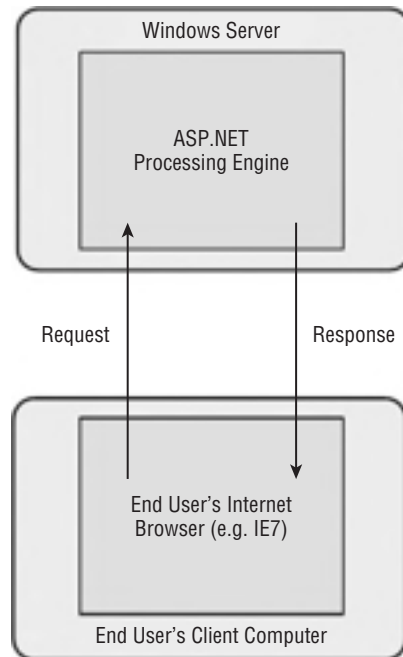 Windows Server
ASP.NET
Processing Engine
Request
Response
End User's Internet
Browser (e.g. IE7)
End User's Client Computer